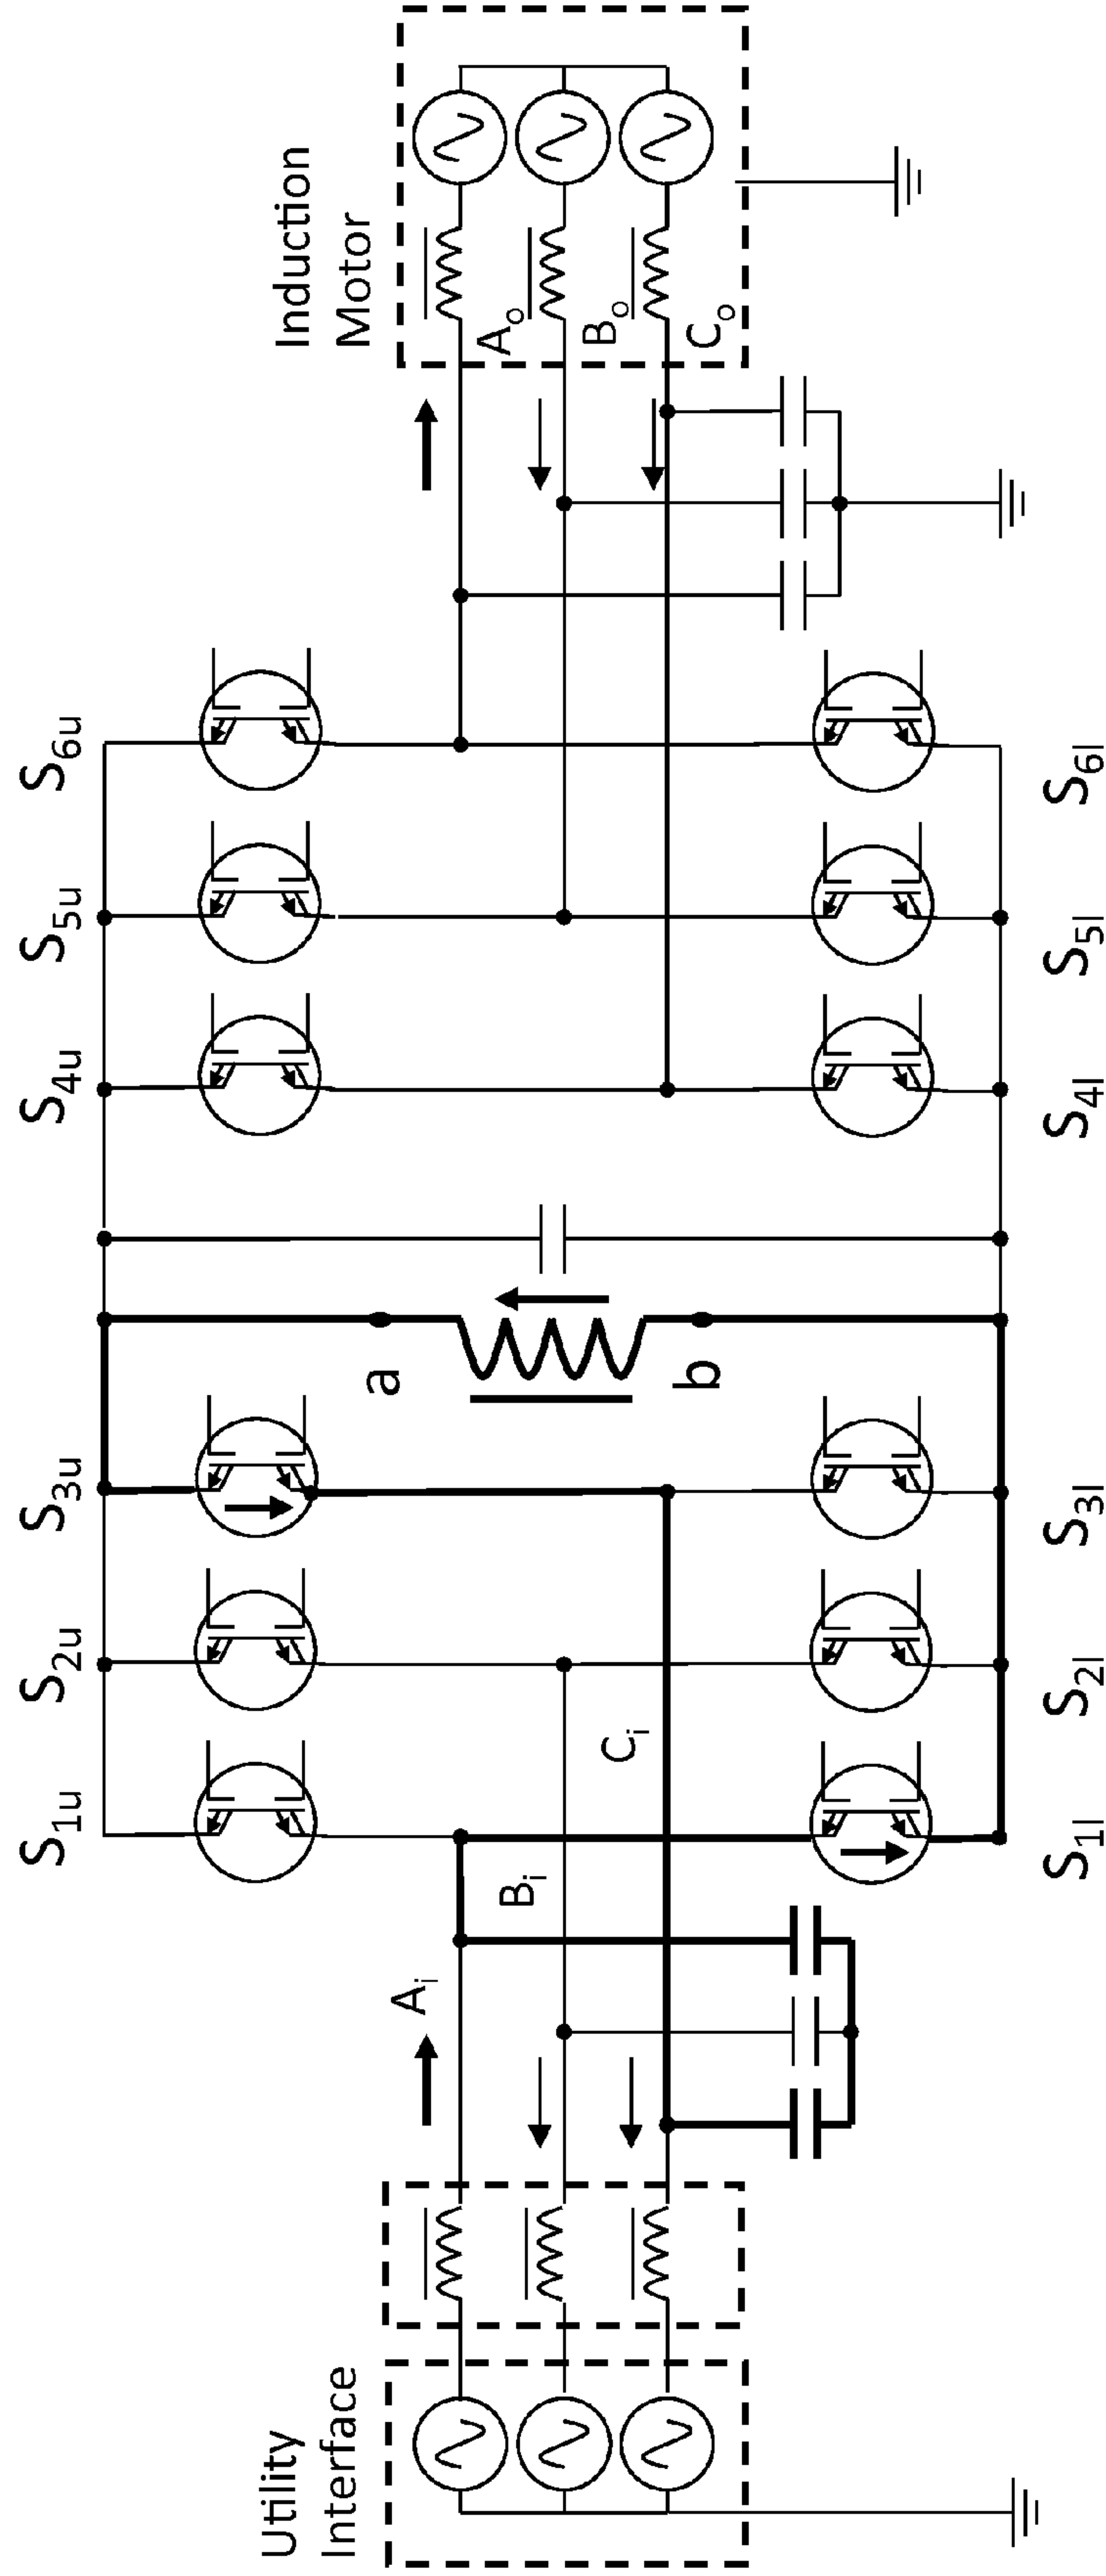 S₁u
S₂u
S₃u
S₄u
S₅u
S₆u
Utility
Interface
Induction
Motor
Aᵢ
Bᵢ
Cᵢ
a
b
Aₒ
Bₒ
Cₒ
S₁l
S₂l
S₃l
S₄l
S₅l
S₆l